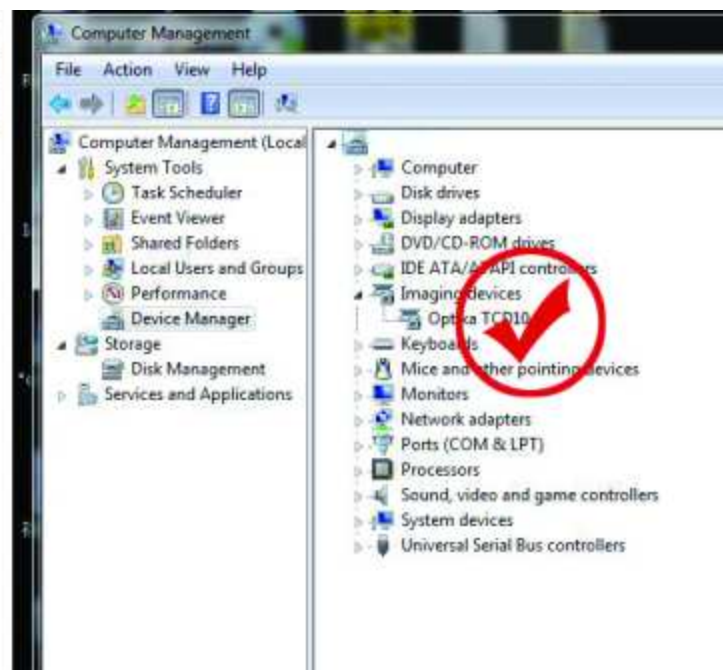 Computer Management
File Action View Help
Computer Management (Local
System Tools
Task Scheduler
Event Viewer
Shared Folders
Local Users and Groups
Performance
Device Manager
Storage
Disk Management
Services and Applications
Computer
Disk drives
Display adapters
DVD/CD-ROM drives
IDE ATA/ATAPI controllers
Imaging devices
Optika TCD10
Keyboards
Mice and other pointing devices
Monitors
Network adapters
Ports (COM & LPT)
Processors
Sound, video and game controllers
System devices
Universal Serial Bus controllers